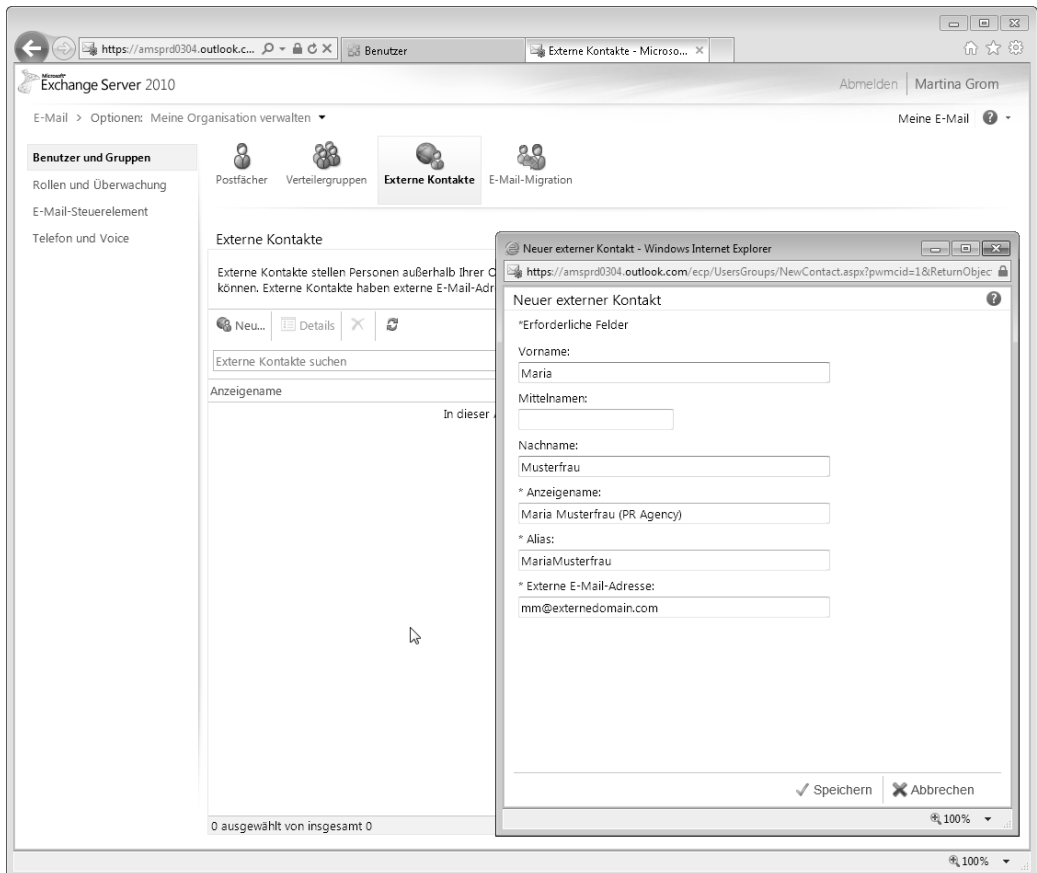 https://amsprd0304.outlook.c...
Benutzer
Externe Kontakte - Microso...
Microsoft
Exchange Server 2010
Abmelden
Martina Grom
E-Mail > Optionen: Meine Organisation verwalten
Meine E-Mail
Benutzer und Gruppen
Rollen und Überwachung
E-Mail-Steuerelement
Telefon und Voice
Postfächer
Verteilergruppen
Externe Kontakte
E-Mail-Migration
Externe Kontakte
Externe Kontakte stellen Personen außerhalb Ihrer O
können. Externe Kontakte haben externe E-Mail-Adr
Neu...
Details
Externe Kontakte suchen
Anzeigename
In dieser
0 ausgewählt von insgesamt 0
Neuer externer Kontakt - Windows Internet Explorer
https://amsprd0304.outlook.com/ecp/UsersGroups/NewContact.aspx?pwmcid=1&ReturnObjec
Neuer externer Kontakt
*Erforderliche Felder
Vorname:
Maria
Mittelnamen:
Nachname:
Musterfrau
* Anzeigename:
Maria Musterfrau (PR Agency)
* Alias:
MariaMusterfrau
* Externe E-Mail-Adresse:
mm@externedomain.com
Speichern
Abbrechen
100%
100%